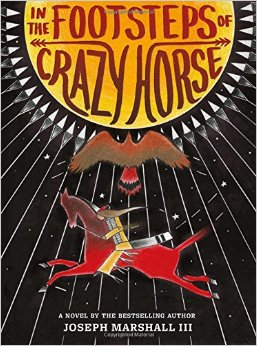 IN
THE
FOOTSTEPS OF
CRAZY HORSE
A NOVEL BY THE BESTSELLING AUTHOR
JOSEPH MARSHALL III